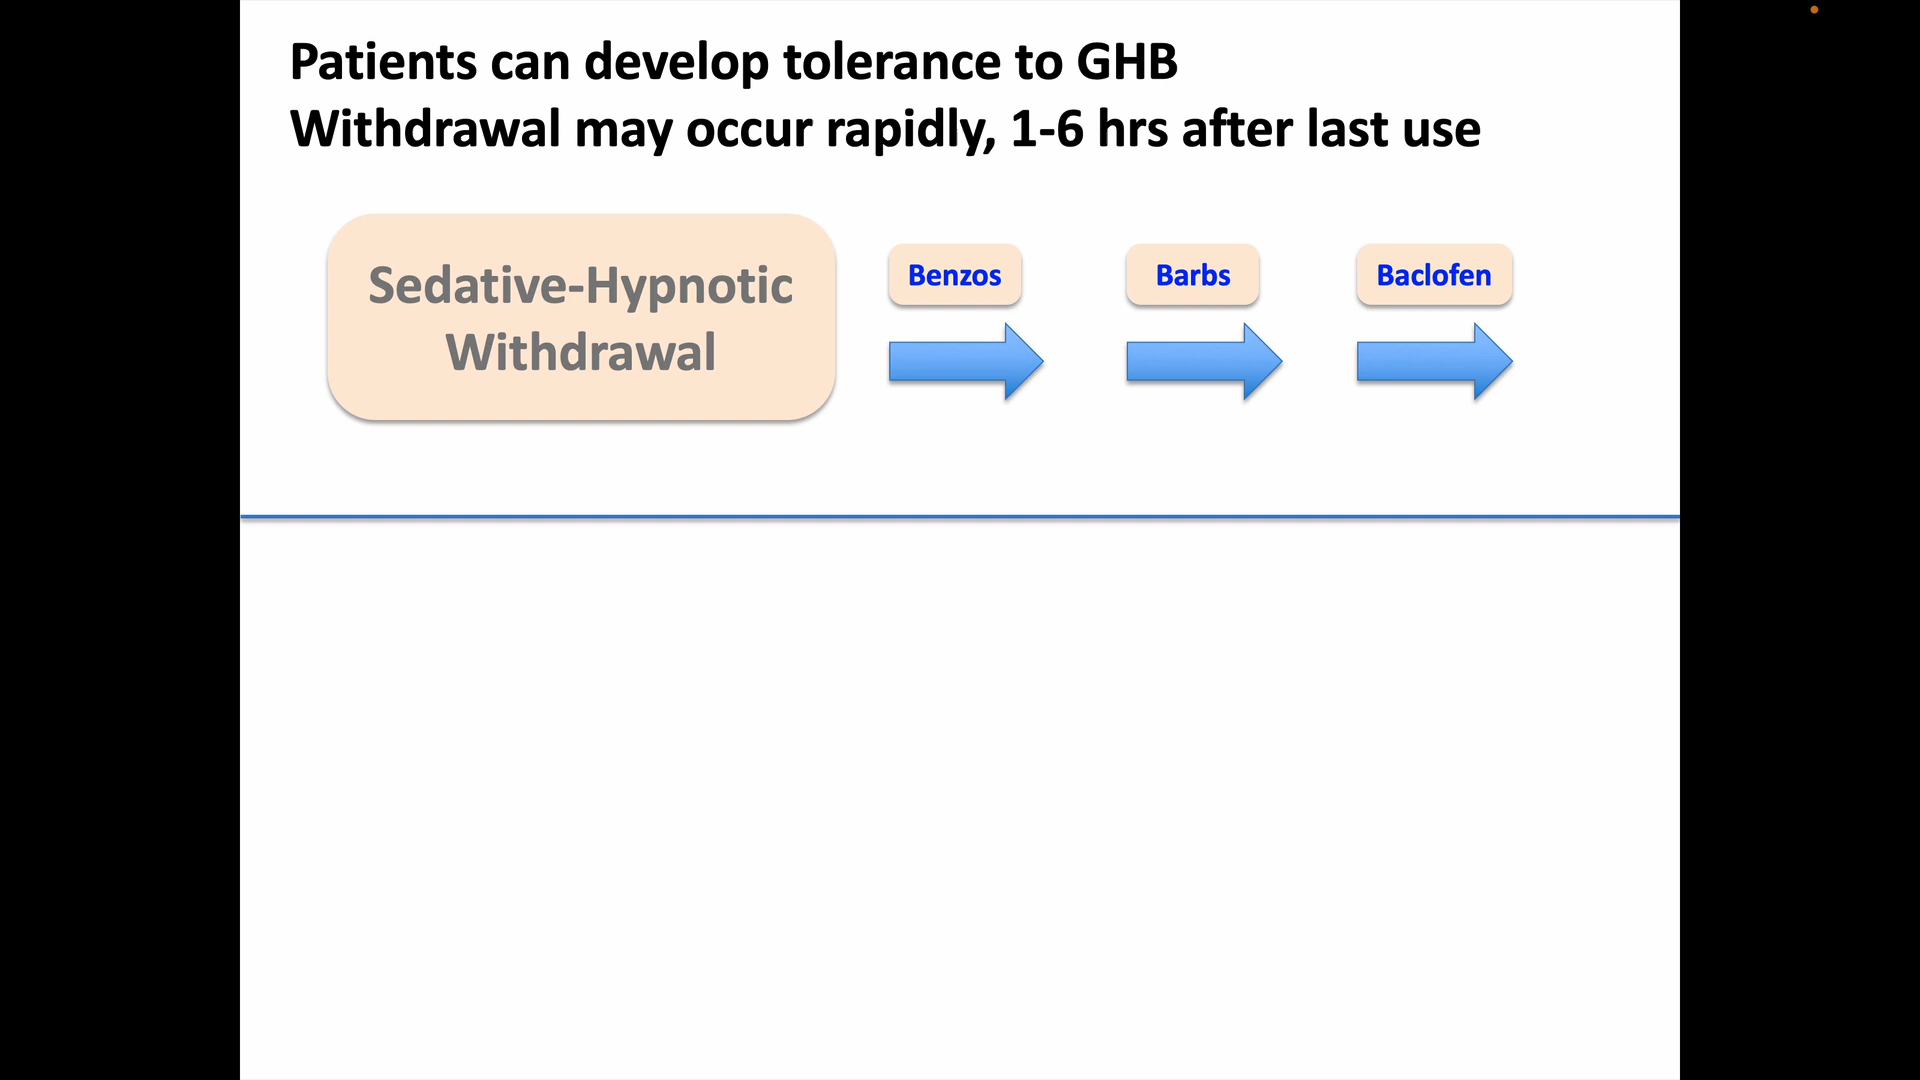 Patients can develop tolerance to GHB
Withdrawal may occur rapidly, 1-6 hrs after last use
Sedative-Hypnotic
Withdrawal
Benzos
Barbs
Baclofen